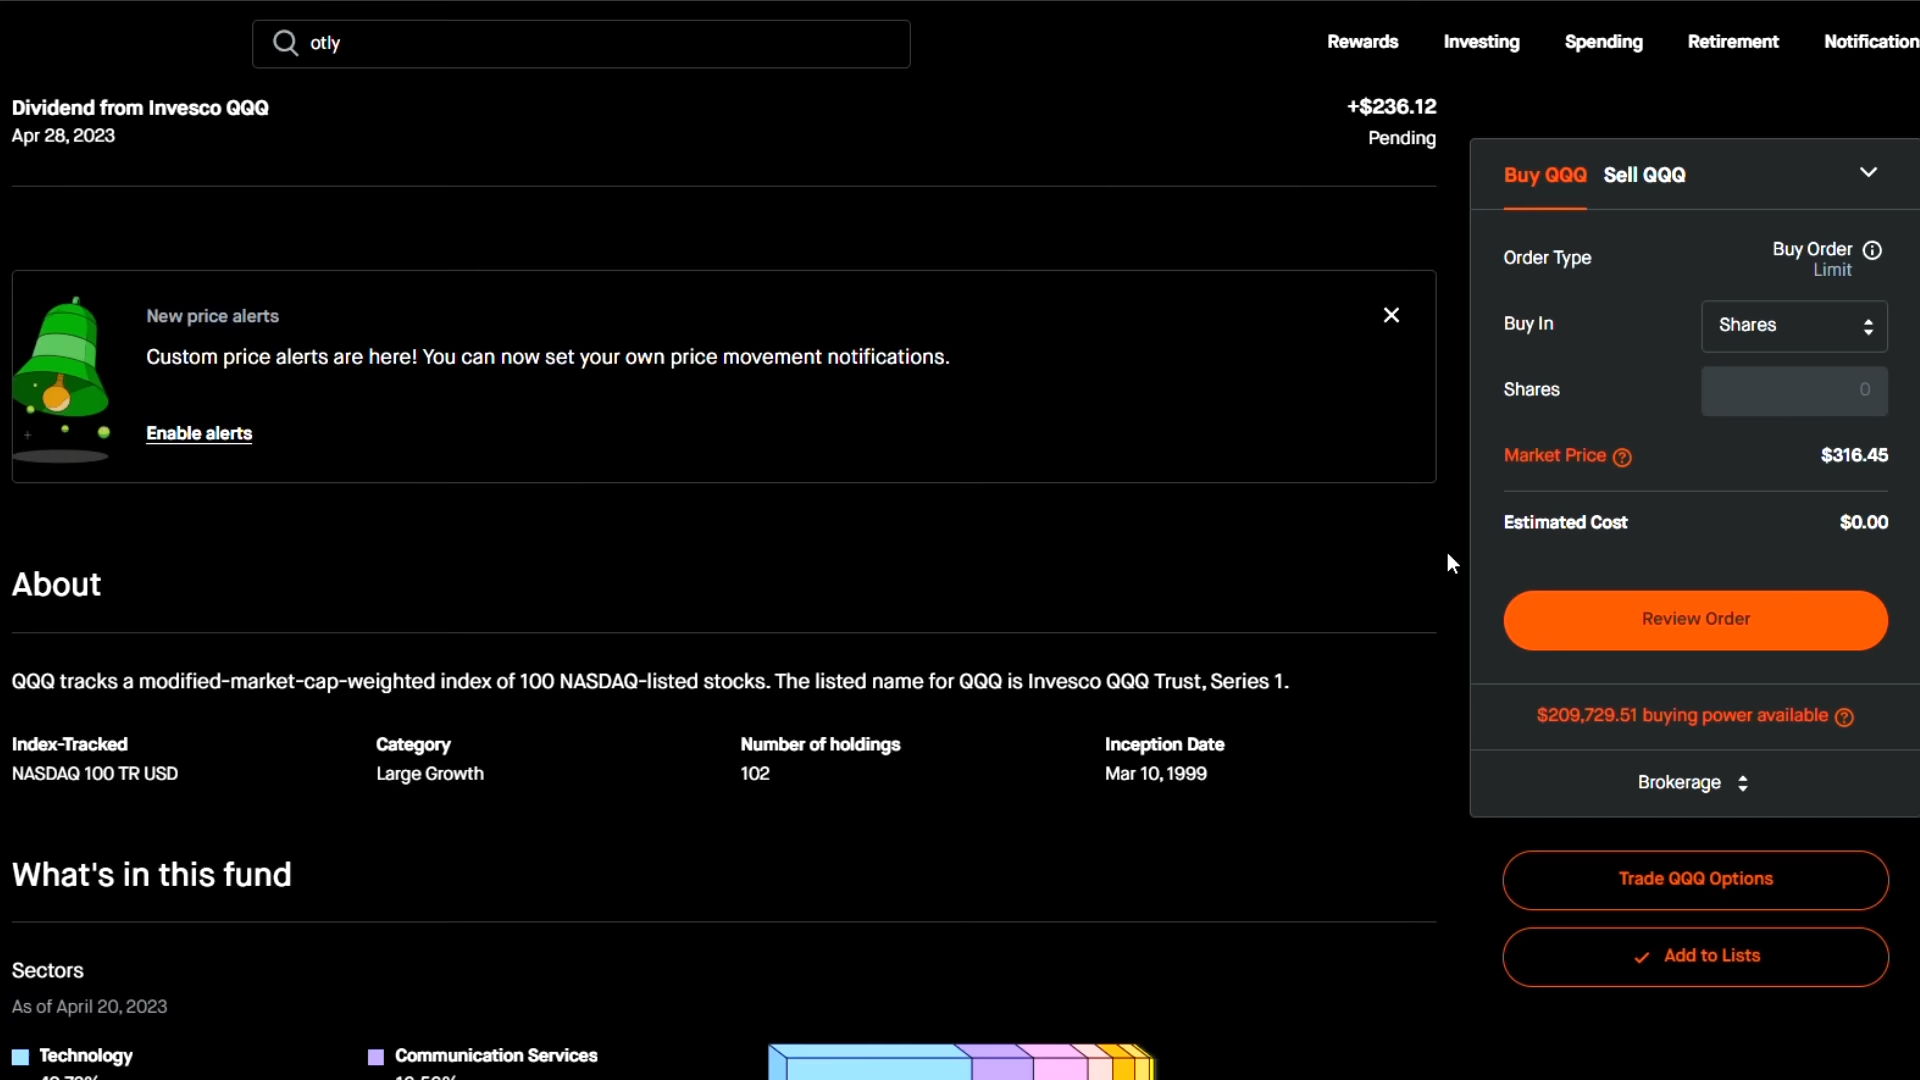 otly
Rewards
Investing
Spending
Retirement
Notification
Dividend from Invesco QQQ
+$236.12
Apr 28, 2023
Pending
Buy QQQ
Sell QQQ
Order Type
Buy Order
Limit
Buy In
Shares
Shares
0
Market Price
$316.45
Estimated Cost
$0.00
Review Order
$209,729.51 buying power available
Brokerage
Trade QQQ Options
Add to Lists
New price alerts
Custom price alerts are here! You can now set your own price movement notifications.
Enable alerts
About
QQQ tracks a modified-market-cap-weighted index of 100 NASDAQ-listed stocks. The listed name for QQQ is Invesco QQQ Trust, Series 1.
Index-Tracked
NASDAQ 100 TR USD
Category
Large Growth
Number of holdings
102
Inception Date
Mar 10, 1999
What's in this fund
Sectors
As of April 20, 2023
Technology
Communication Services